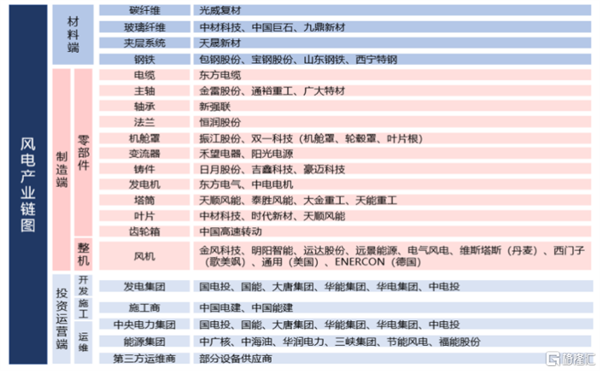 风电产业链图
材料端
碳纤维 光威复材
玻璃纤维 中材科技、中国巨石、九鼎新材
夹层系统 天晟新材
钢铁 包钢股份、宝钢股份、山东钢铁、西宁特钢
制造端
零部件
电缆 东方电缆
主轴 金雷股份、通裕重工、广大特材
轴承 新强联
法兰 恒润股份
机舱罩 振江股份、双一科技（机舱罩、轮毂罩、叶片根）
变流器 禾望电器、阳光电源
铸件 日月股份、吉鑫科技、豪迈科技
发电机 东方电气、中电电机
塔筒 天顺风能、泰胜风能、大金重工、天能重工
叶片 中材科技、时代新材、天顺风能
齿轮箱 中国高速转动
整机
风机 金风科技、明阳智能、运达股份、远景能源、电气风电、维斯塔斯（丹麦）、西门子
（歌美飒）、通用（美国）、ENERCON（德国）
投资运营端
开发施工
发电集团 国电投、国能、大唐集团、华能集团、华电集团、中电投
施工商 中国电建、中国能建
运维
中央电力集团 国电投、国能、大唐集团、华能集团、华电集团、中电投
能源集团 中广核、中海油、华润电力、三峡集团、节能风电、福能股份
第三方运维商 部分设备供应商
格隆汇